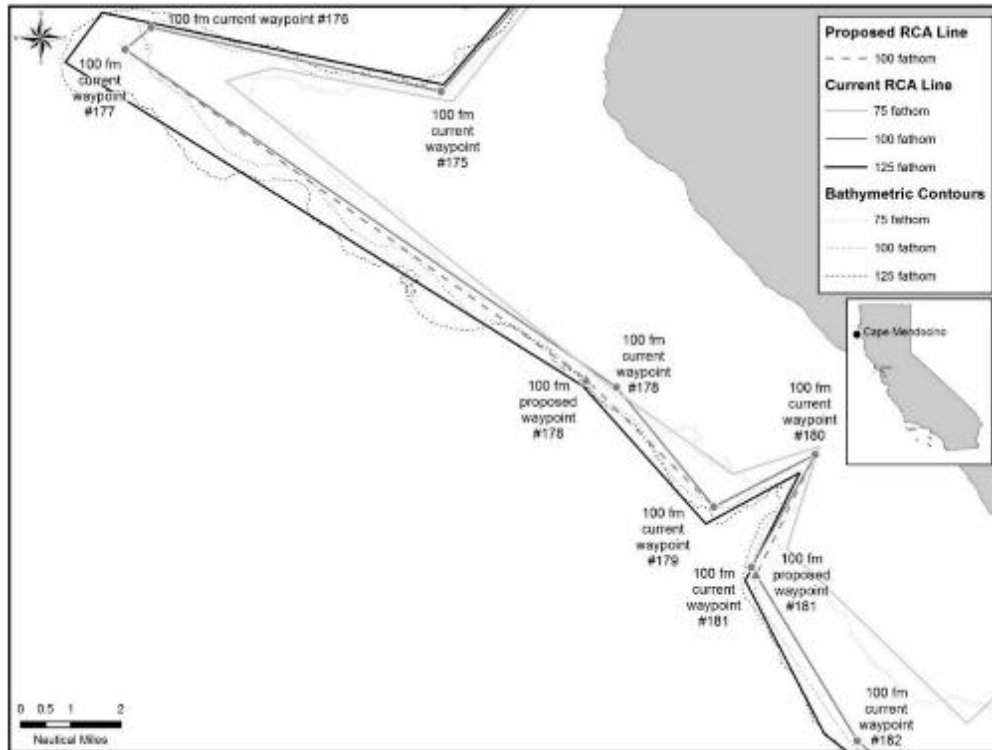 100 fm current waypoint #176
100 fm
current
waypoint
#177
100 fm
current
waypoint
#175
Proposed RCA Line
100 fathom
Current RCA Line
75 fathom
100 fathom
125 fathom
Bathymetric Contours
75 fathom
100 fathom
125 fathom
Cape Mendocino
100 fm
current
waypoint
#178
100 fm
proposed
waypoint
#178
100 fm
current
waypoint
#180
100 fm
current
waypoint
#179
100 fm
current
waypoint
#181
100 fm
proposed
waypoint
#181
100 fm
current
waypoint
#182
0 0.5 1 2
Nautical Miles